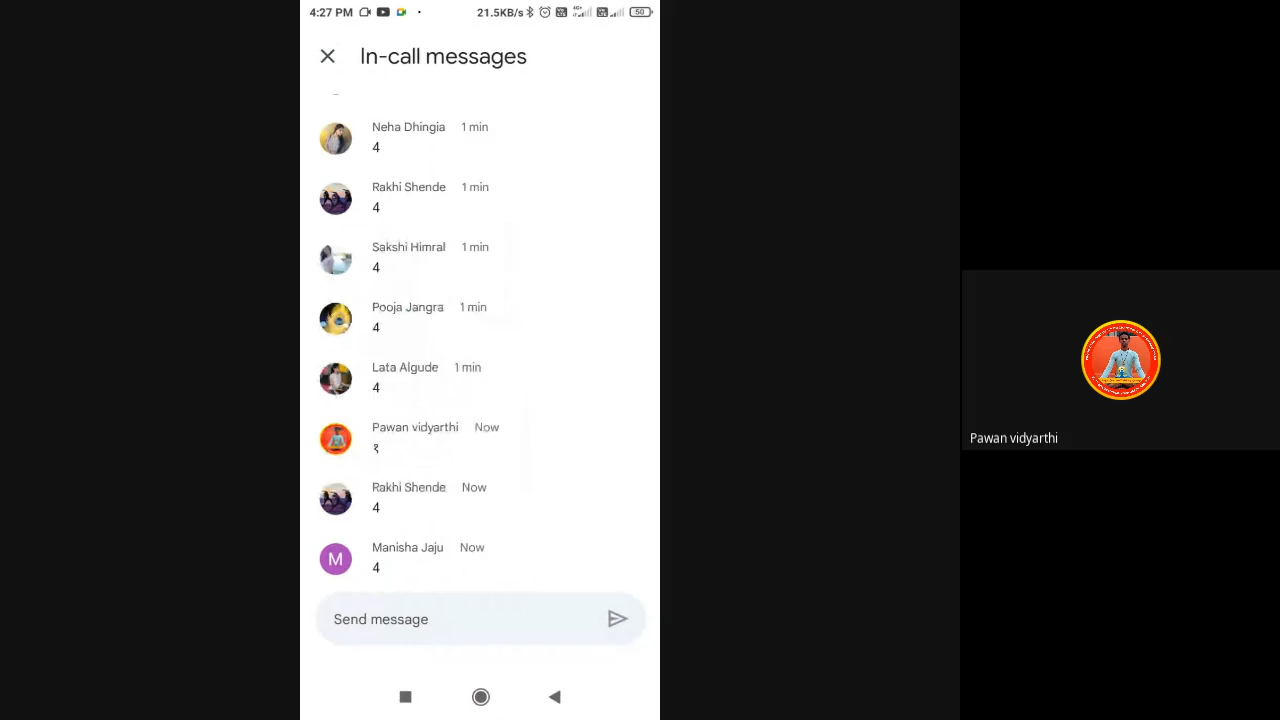 4:27 PM 21.5KB/s 50
In-call messages
Neha Dhingia 1 min
4
Rakhi Shende 1 min
4
Sakshi Himral 1 min
4
Pooja Jangra 1 min
4
Lata Algude 1 min
4
Pawan vidyarthi Now
१
Rakhi Shende Now
4
M
Manisha Jaju Now
4
Send message
Pawan vidyarthi